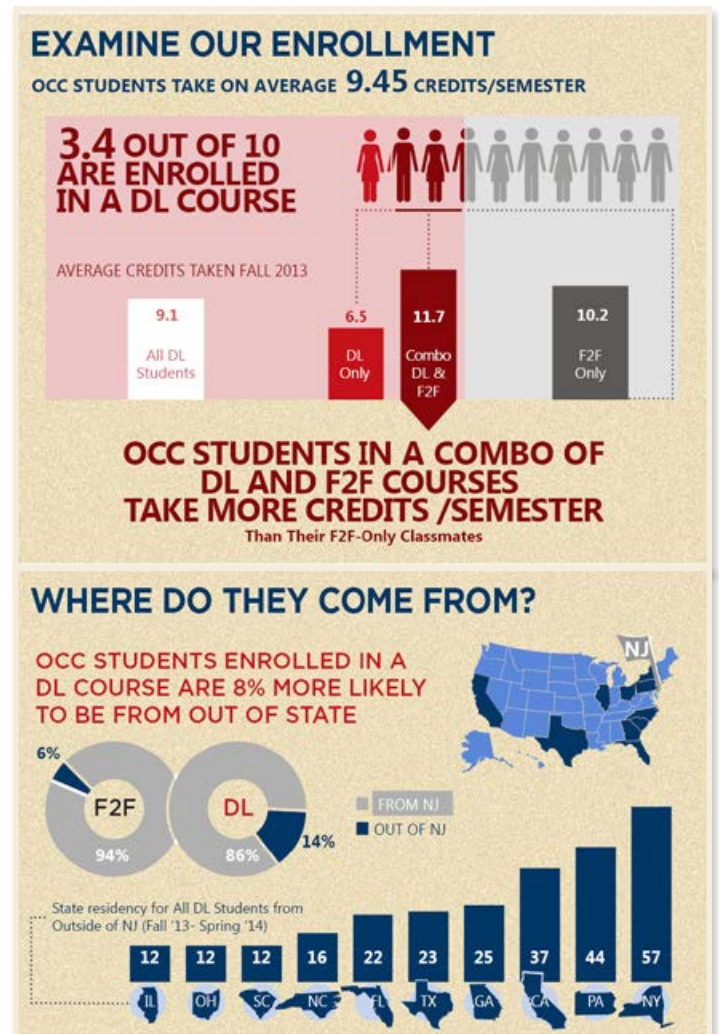 EXAMINE OUR ENROLLMENT
OCC STUDENTS TAKE ON AVERAGE 9.45 CREDITS/SEMESTER
3.4 OUT OF 10
ARE ENROLLED
IN A DL COURSE
AVERAGE CREDITS TAKEN FALL 2013
9.1
All DL
Students
6.5
DL
Only
11.7
Combo
DL &
F2F
10.2
F2F
Only
OCC STUDENTS IN A COMBO OF
DL AND F2F COURSES
TAKE MORE CREDITS /SEMESTER
Than Their F2F-Only Classmates
WHERE DO THEY COME FROM?
OCC STUDENTS ENROLLED IN A
DL COURSE ARE 8% MORE LIKELY
TO BE FROM OUT OF STATE
NJ
6%
F2F
94%
DL
86%
14%
FROM NJ
OUT OF NJ
State residency for All DL Students from
Outside of NJ (Fall '13- Spring '14)
12 12 12 16 22 23 25 37 44 57
IL OH SC NC FL TX GA CA PA NY